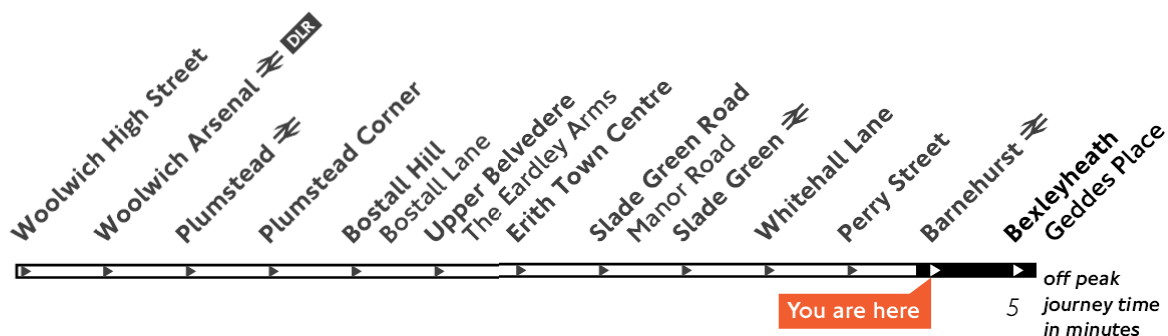 Woolwich High Street
Woolwich Arsenal DLR
Plumstead
Plumstead Corner
Bostall Hill
Bostall Lane
Upper Belvedere
The Eardley Arms
Erith Town Centre
Slade Green Road
Manor Road
Slade Green
Whitehall Lane
Perry Street
Barnehurst
Bexleyheath
Geddes Place
You are here
5
off peak
journey time
in minutes